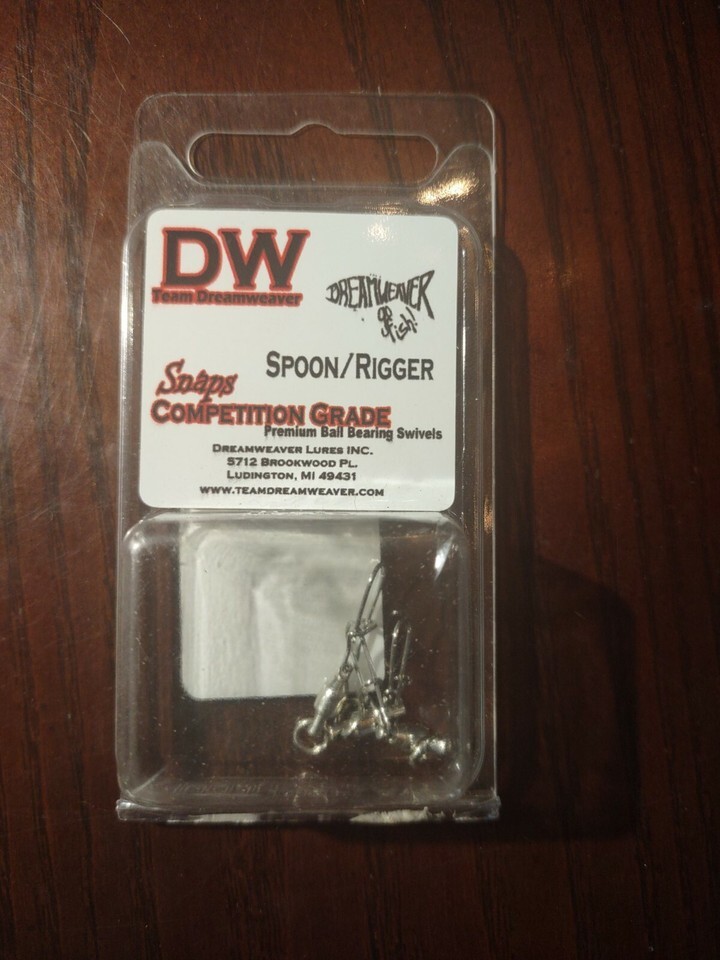 DW
Team Dreamweaver
DREAMWEAVER
go fish!
SPOON/RIGGER
Snaps
COMPETITION GRADE
Premium Ball Bearing Swivels
DREAMWEAVER LURES INC.
5712 BROOKWOOD PL.
LUDINGTON, MI 49431
WWW.TEAMDREAMWEAVER.COM